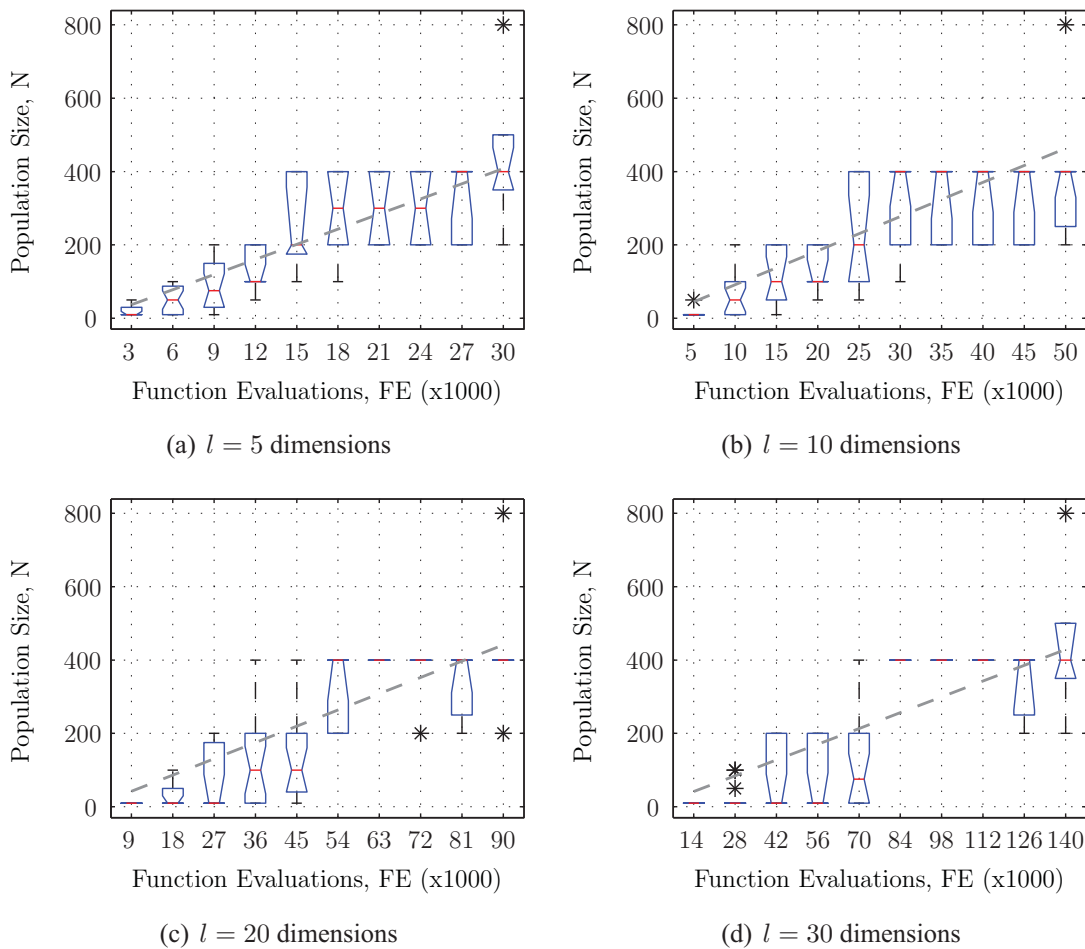 800
600
400
200
0
Population Size, N
3 6 9 12 15 18 21 24 27 30
Function Evaluations, FE (x1000)
(a) l = 5 dimensions
800
600
400
200
0
Population Size, N
5 10 15 20 25 30 35 40 45 50
Function Evaluations, FE (x1000)
(b) l = 10 dimensions
800
600
400
200
0
Population Size, N
9 18 27 36 45 54 63 72 81 90
Function Evaluations, FE (x1000)
(c) l = 20 dimensions
800
600
400
200
0
Population Size, N
14 28 42 56 70 84 98 112 126 140
Function Evaluations, FE (x1000)
(d) l = 30 dimensions